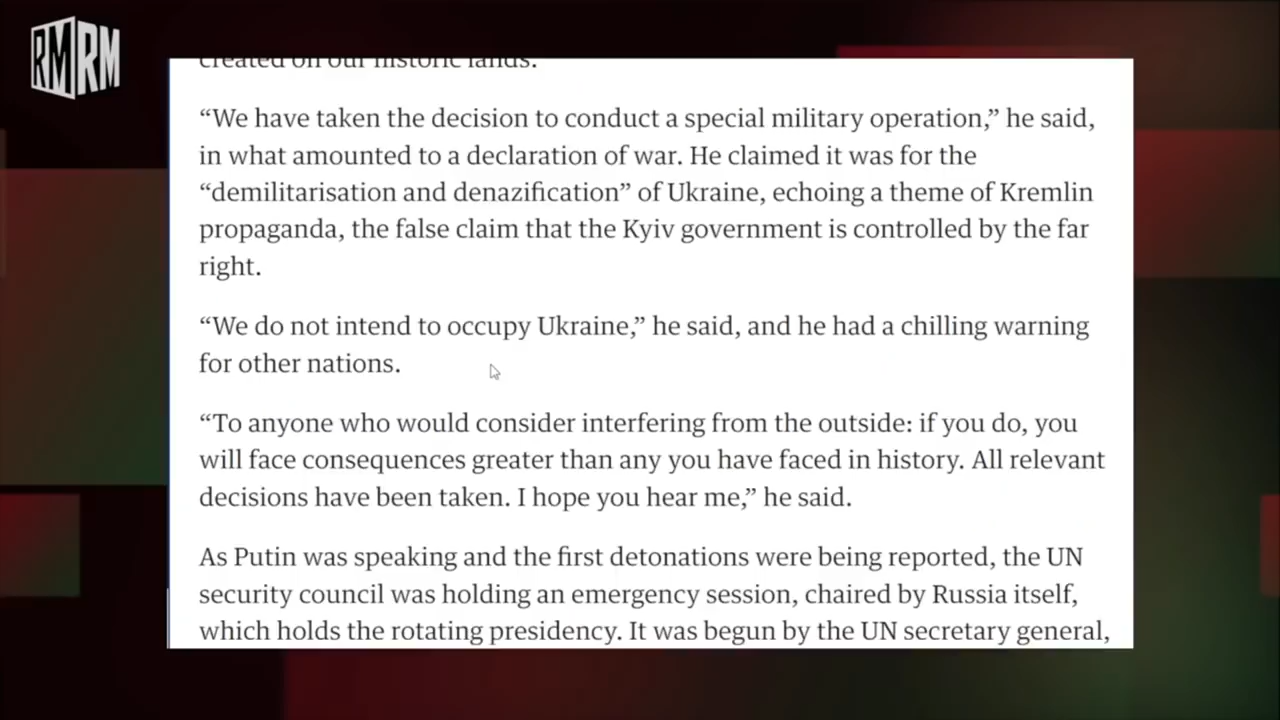 RMRM
created on our historic lands.
“We have taken the decision to conduct a special military operation,” he said,
in what amounted to a declaration of war. He claimed it was for the
“demilitarisation and denazification” of Ukraine, echoing a theme of Kremlin
propaganda, the false claim that the Kyiv government is controlled by the far
right.
“We do not intend to occupy Ukraine,” he said, and he had a chilling warning
for other nations.
“To anyone who would consider interfering from the outside: if you do, you
will face consequences greater than any you have faced in history. All relevant
decisions have been taken. I hope you hear me,” he said.
As Putin was speaking and the first detonations were being reported, the UN
security council was holding an emergency session, chaired by Russia itself,
which holds the rotating presidency. It was begun by the UN secretary general,